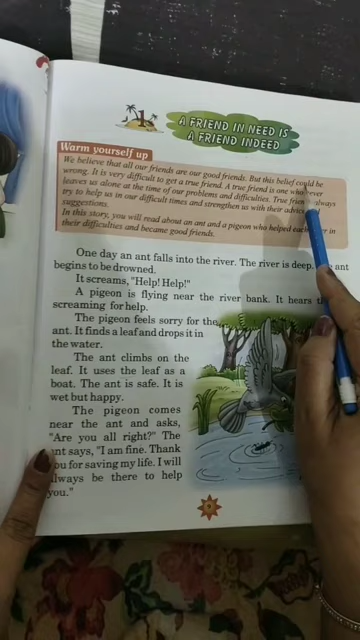 1
A FRIEND IN NEED IS
A FRIEND INDEED
Warm yourself up
We believe that all our friends are our good friends. But this belief could be
wrong. It is very difficult to get a true friend. A true friend is one who never
leaves us alone at the time of our problems and difficulties. True friends always
try to help us in our difficult times and strengthen us with their advice
suggestions.
In this story, you will read about an ant and a pigeon who helped each other in
their difficulties and became good friends.
One day an ant falls into the river. The river is deep. ant
begins to be drowned.
It screams, "Help! Help!"
A pigeon is flying near the river bank. It hears the
screaming for help.
The pigeon feels sorry for the
ant. It finds a leaf and drops it in
the water.
The ant climbs on the
leaf. It uses the leaf as a
boat. The ant is safe. It is
wet but happy.
The pigeon comes
near the ant and asks,
"Are you all right?" The
ant says, "I am fine. Thank
you for saving my life. I will
always be there to help
you."